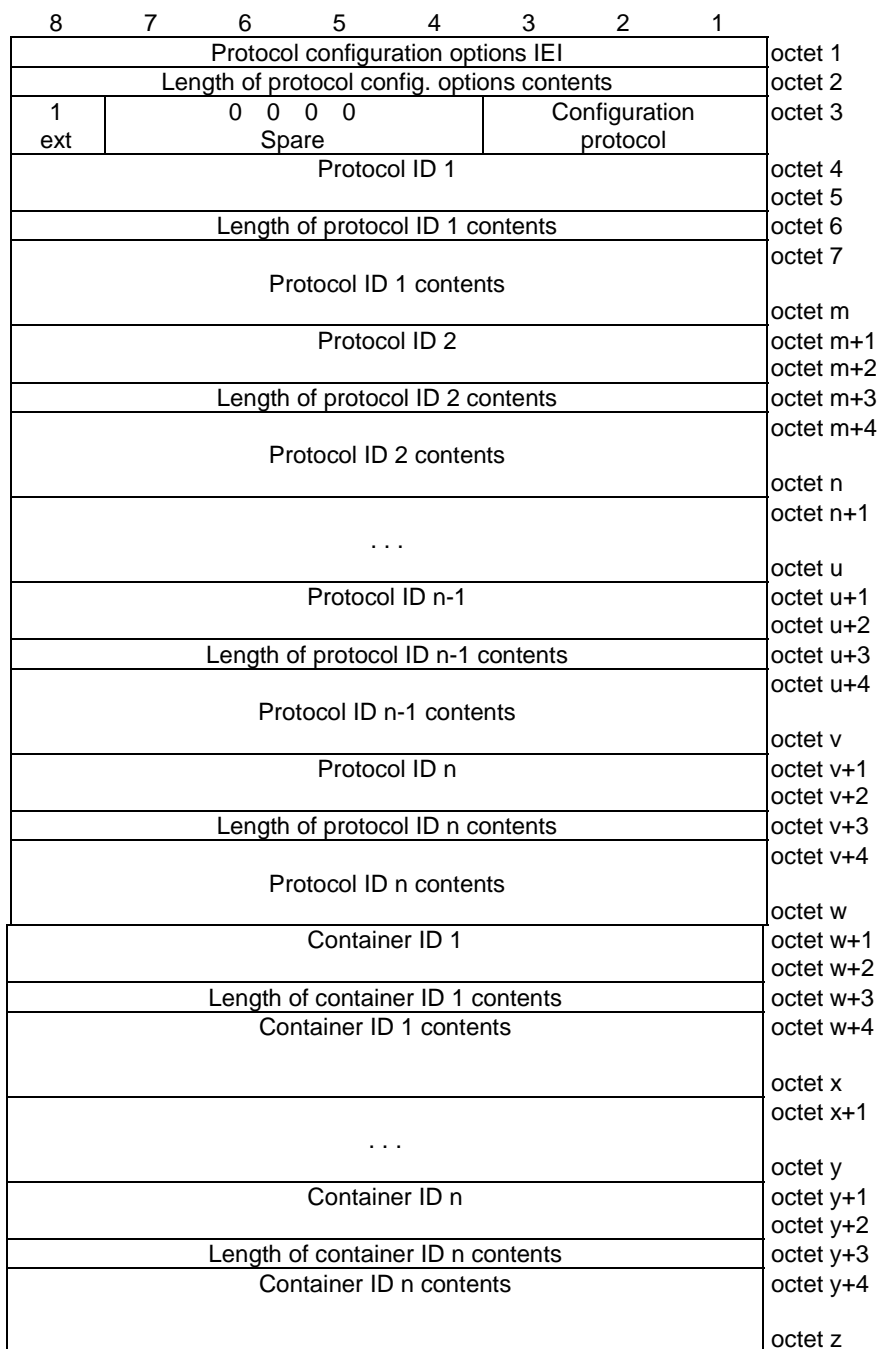 8 7 6 5 4 3 2 1
Protocol configuration options IEI octet 1
Length of protocol config. options contents octet 2
1 0 0 0 0 Configuration octet 3
ext Spare protocol
Protocol ID 1 octet 4
octet 5
Length of protocol ID 1 contents octet 6
octet 7
Protocol ID 1 contents
octet m
Protocol ID 2 octet m+1
octet m+2
Length of protocol ID 2 contents octet m+3
octet m+4
Protocol ID 2 contents
octet n
octet n+1
. . .
octet u
Protocol ID n-1 octet u+1
octet u+2
Length of protocol ID n-1 contents octet u+3
octet u+4
Protocol ID n-1 contents
octet v
Protocol ID n octet v+1
octet v+2
Length of protocol ID n contents octet v+3
octet v+4
Protocol ID n contents
octet w
Container ID 1 octet w+1
octet w+2
Length of container ID 1 contents octet w+3
Container ID 1 contents octet w+4
octet x
octet x+1
. . .
octet y
Container ID n octet y+1
octet y+2
Length of container ID n contents octet y+3
Container ID n contents octet y+4
octet z